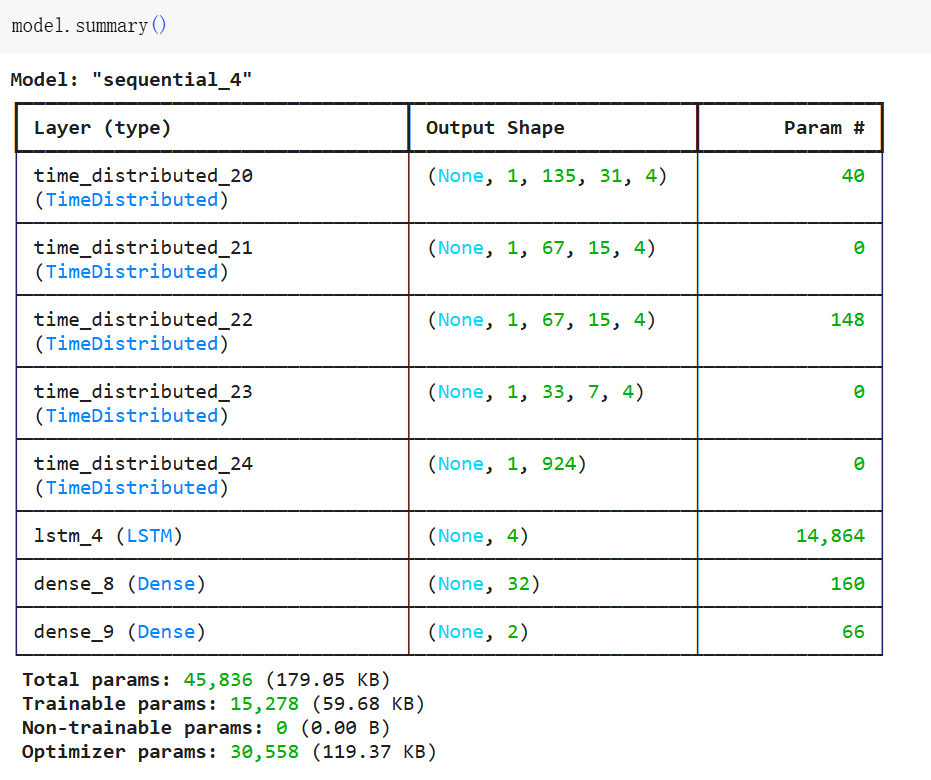 model.summary()
Model: "sequential_4"
Layer (type) Output Shape Param #
time_distributed_20 (None, 1, 135, 31, 4) 40
(TimeDistributed)
time_distributed_21 (None, 1, 67, 15, 4) 0
(TimeDistributed)
time_distributed_22 (None, 1, 67, 15, 4) 148
(TimeDistributed)
time_distributed_23 (None, 1, 33, 7, 4) 0
(TimeDistributed)
time_distributed_24 (None, 1, 924) 0
(TimeDistributed)
lstm_4 (LSTM) (None, 4) 14,864
dense_8 (Dense) (None, 32) 160
dense_9 (Dense) (None, 2) 66
Total params: 45,836 (179.05 KB)
Trainable params: 15,278 (59.68 KB)
Non-trainable params: 0 (0.00 B)
Optimizer params: 30,558 (119.37 KB)